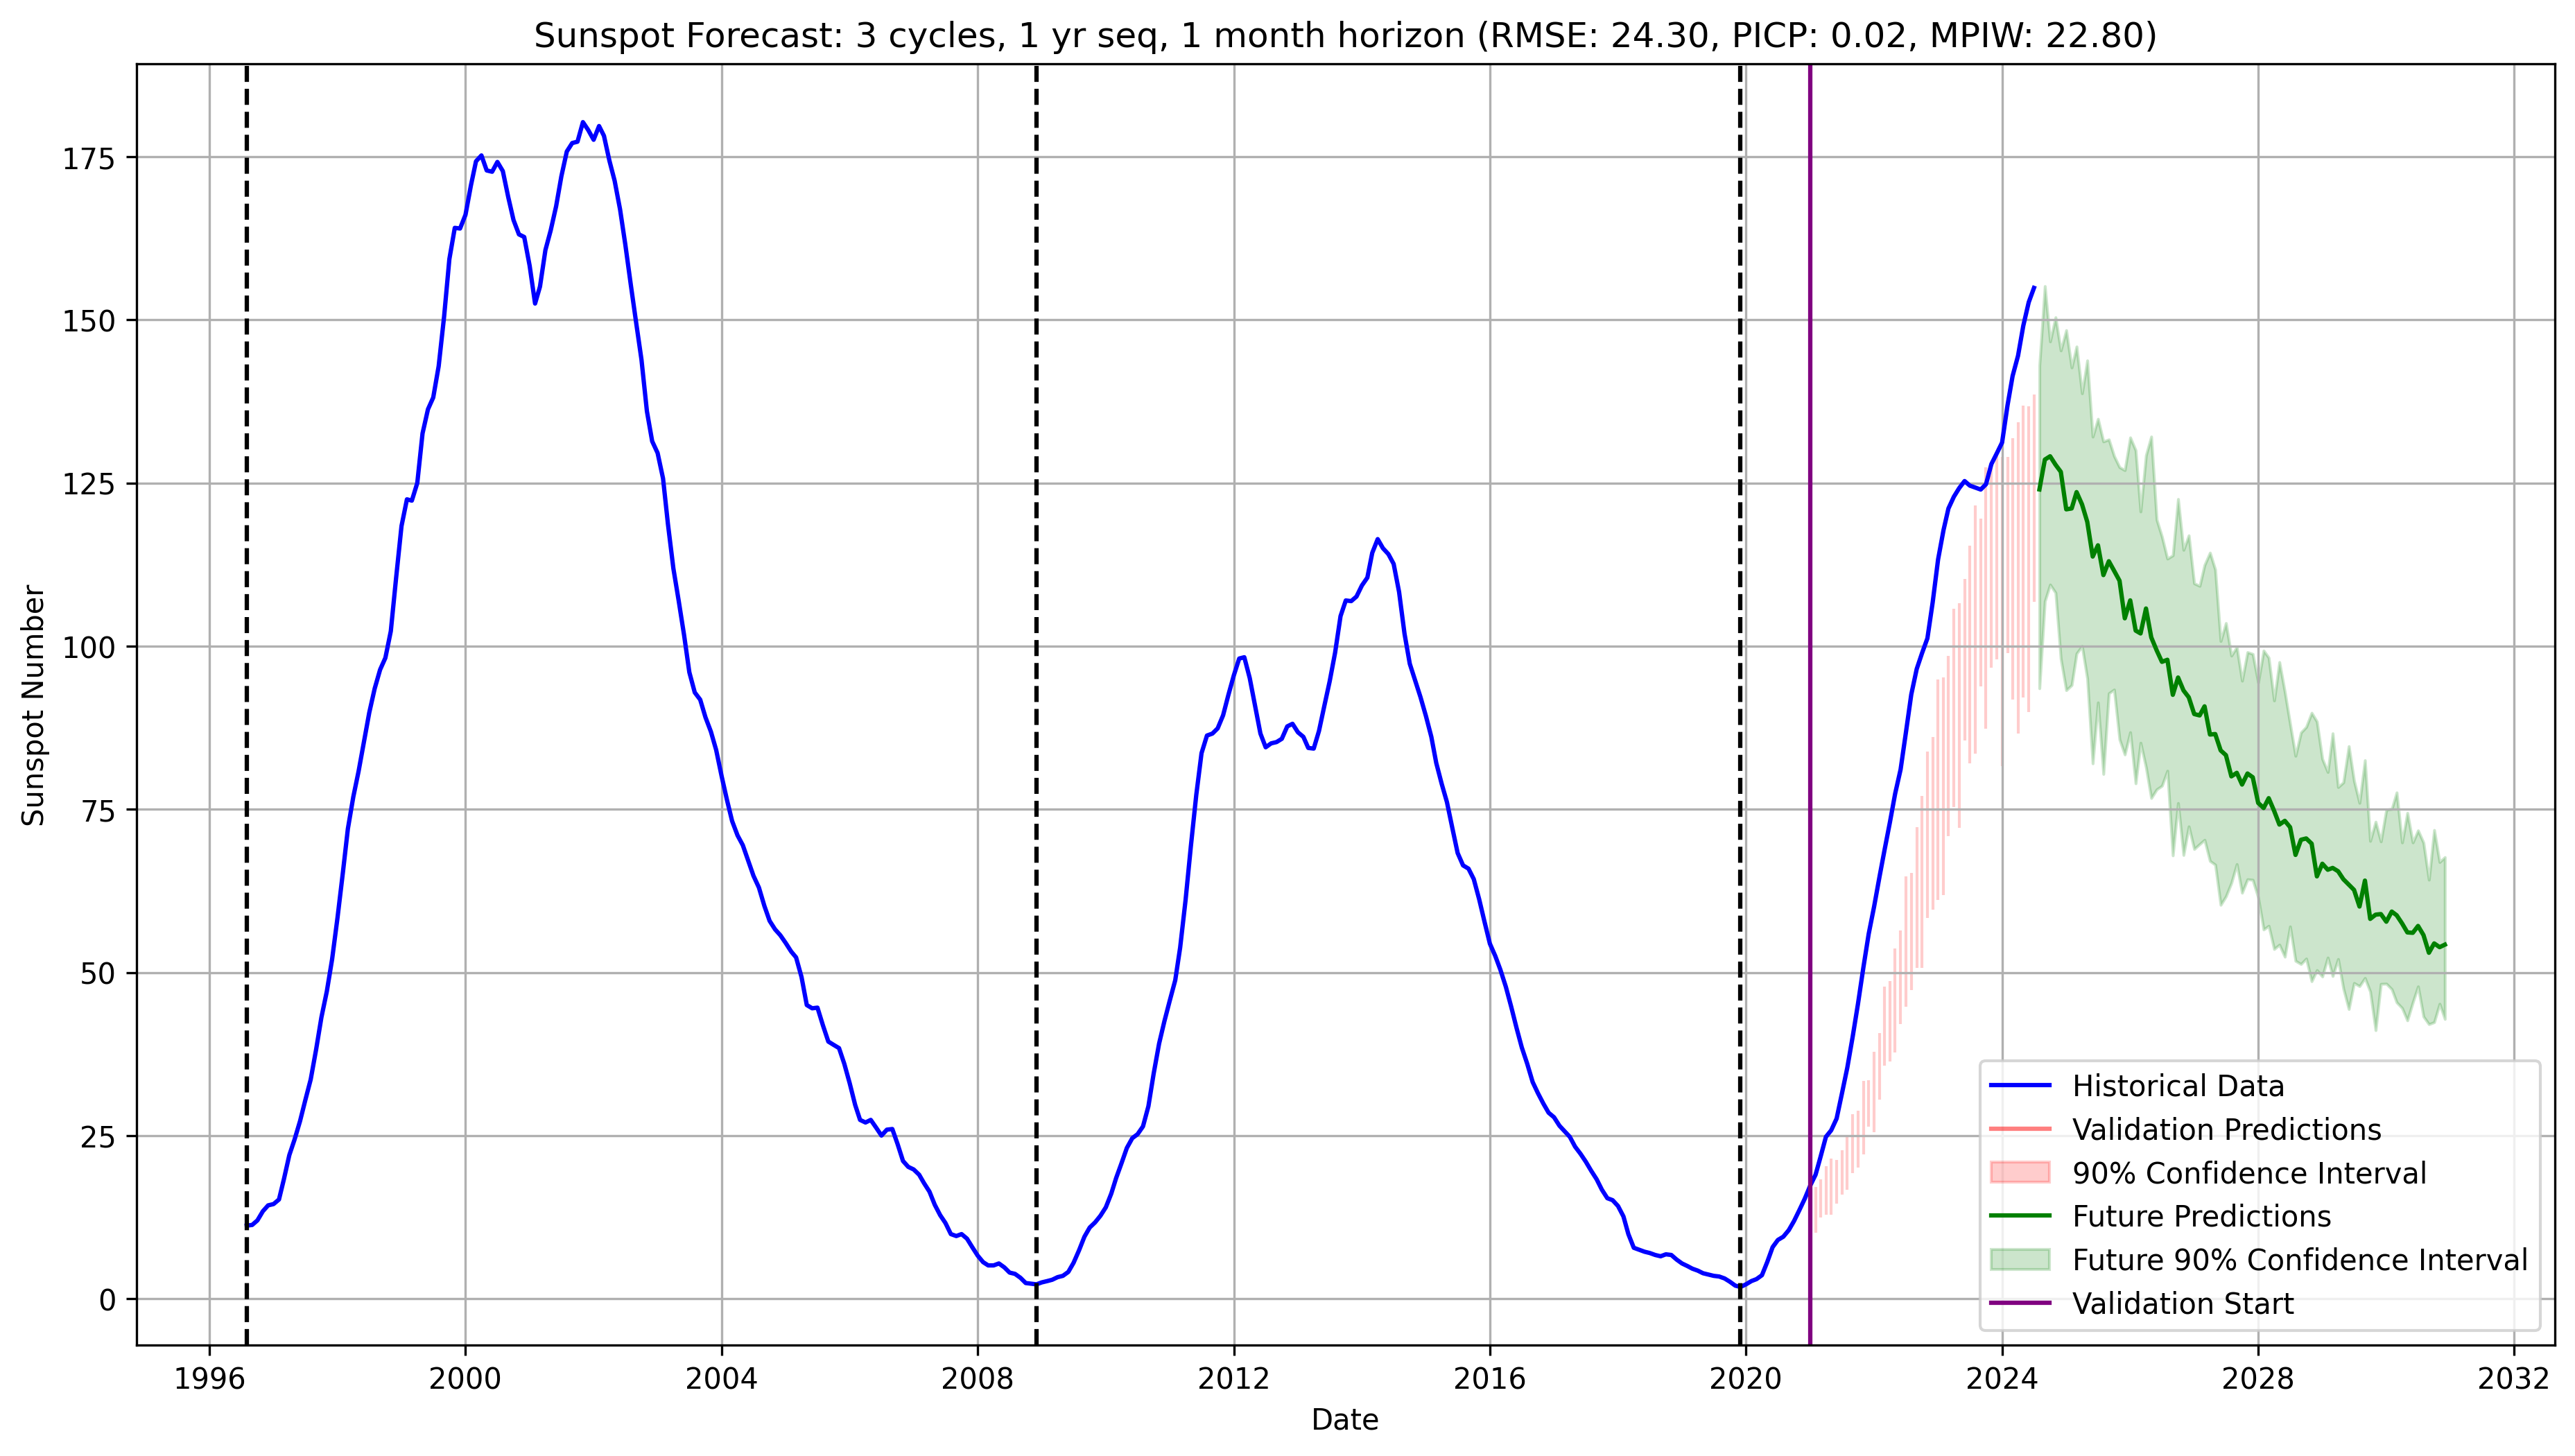 Sunspot Forecast: 3 cycles, 1 yr seq, 1 month horizon (RMSE: 24.30, PICP: 0.02, MPIW: 22.80)
Sunspot Number
175
150
125
100
75
50
25
0
Historical Data
Validation Predictions
90% Confidence Interval
Future Predictions
Future 90% Confidence Interval
Validation Start
1996 2000 2004 2008 2012 2016 2020 2024 2028 2032
Date